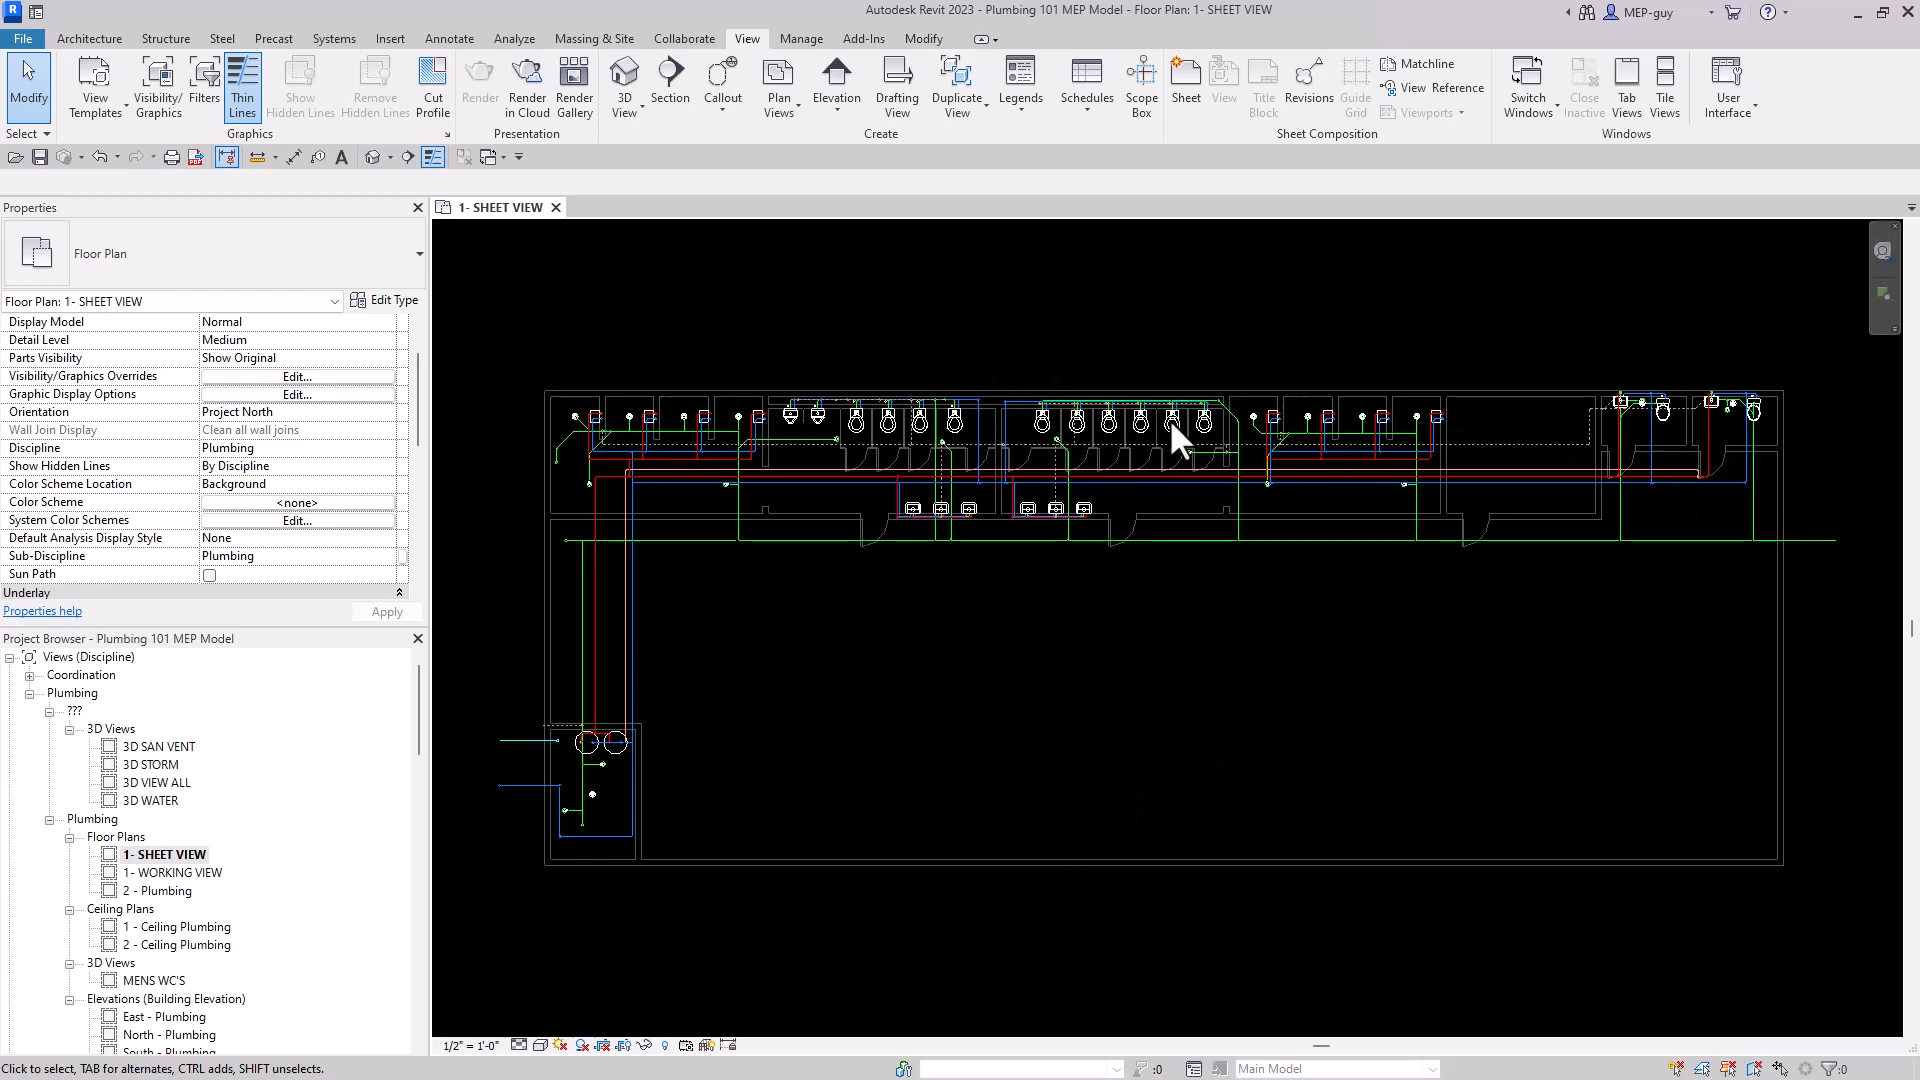 Autodesk Revit 2023 - Plumbing 101 MEP Model - Floor Plan: 1- SHEET VIEW
MEP-guy
File Architecture Structure Steel Precast Systems Insert Annotate Analyze Massing & Site Collaborate View Manage Add-Ins Modify
Modify
View Templates
Visibility/ Graphics
Filters
Thin Lines
Show Hidden Lines
Remove Hidden Lines
Cut Profile
Render
Render in Cloud
Render Gallery
3D View
Section
Callout
Plan Views
Elevation
Drafting View
Duplicate View
Legends
Schedules
Scope Box
Sheet
View
Title Block
Revisions
Guide Grid
Matchline
View Reference
Viewports
Switch Windows
Close Inactive
Tab Views
Tile Views
User Interface
Select Graphics Presentation Create Sheet Composition Windows
Properties
1- SHEET VIEW
Floor Plan
Floor Plan: 1- SHEET VIEW
Edit Type
Display Model Normal
Detail Level Medium
Parts Visibility Show Original
Visibility/Graphics Overrides Edit...
Graphic Display Options Edit...
Orientation Project North
Wall Join Display Clean all wall joins
Discipline Plumbing
Show Hidden Lines By Discipline
Color Scheme Location Background
Color Scheme <none>
System Color Schemes Edit...
Default Analysis Display Style None
Sub-Discipline Plumbing
Sun Path
Underlay
Properties help Apply
Project Browser - Plumbing 101 MEP Model
Views (Discipline)
Coordination
Plumbing
???
3D Views
3D SAN VENT
3D STORM
3D VIEW ALL
3D WATER
Plumbing
Floor Plans
1- SHEET VIEW
1- WORKING VIEW
2 - Plumbing
Ceiling Plans
1 - Ceiling Plumbing
2 - Ceiling Plumbing
3D Views
MENS WC'S
Elevations (Building Elevation)
East - Plumbing
North - Plumbing
South - Plumbing
1/2" = 1'-0"
Click to select, TAB for alternates, CTRL adds, SHIFT unselects.
:0
Main Model
:0